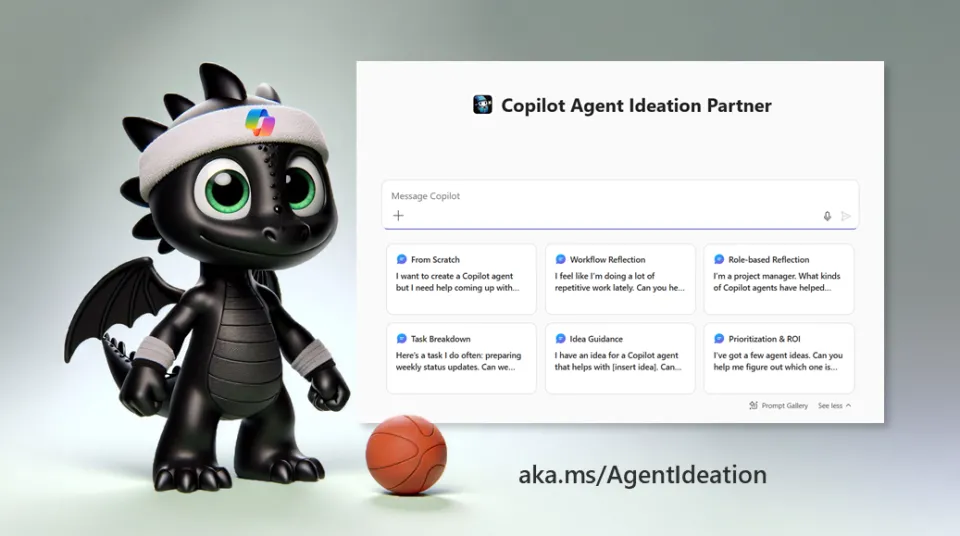 Copilot Agent Ideation Partner
Message Copilot
From Scratch
I want to create a Copilot agent
but I need help coming up with...
Workflow Reflection
I feel like I'm doing a lot of
repetitive work lately. Can you he...
Role-based Reflection
I'm a project manager. What kinds
of Copilot agents have helped...
Task Breakdown
Here's a task I do often: preparing
weekly status updates. Can we...
Idea Guidance
I have an idea for a Copilot agent
that helps with [insert idea]. Can...
Prioritization & ROI
I've got a few agent ideas. Can you
help me figure out which one is...
Prompt Gallery See less
aka.ms/AgentIdeation